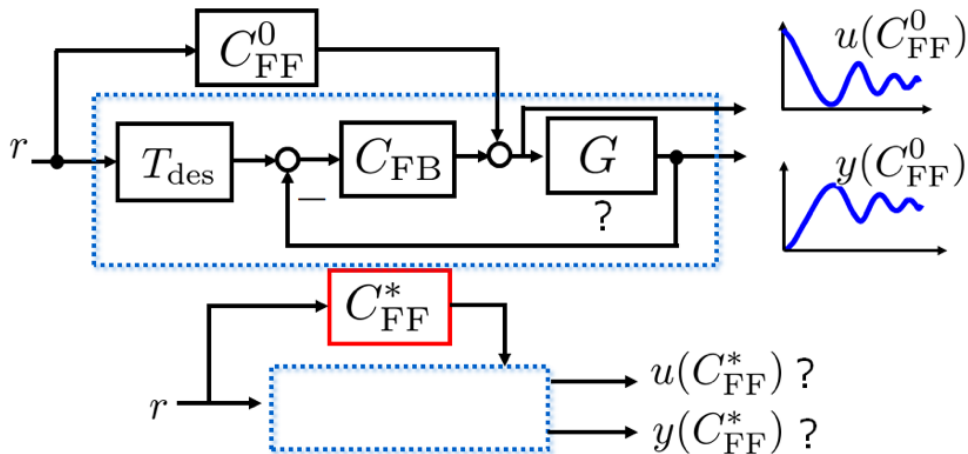 C⁰_FF
u(C⁰_FF)
r
T_des
−
C_FB
G
?
y(C⁰_FF)
C*_FF
r
u(C*_FF) ?
y(C*_FF) ?